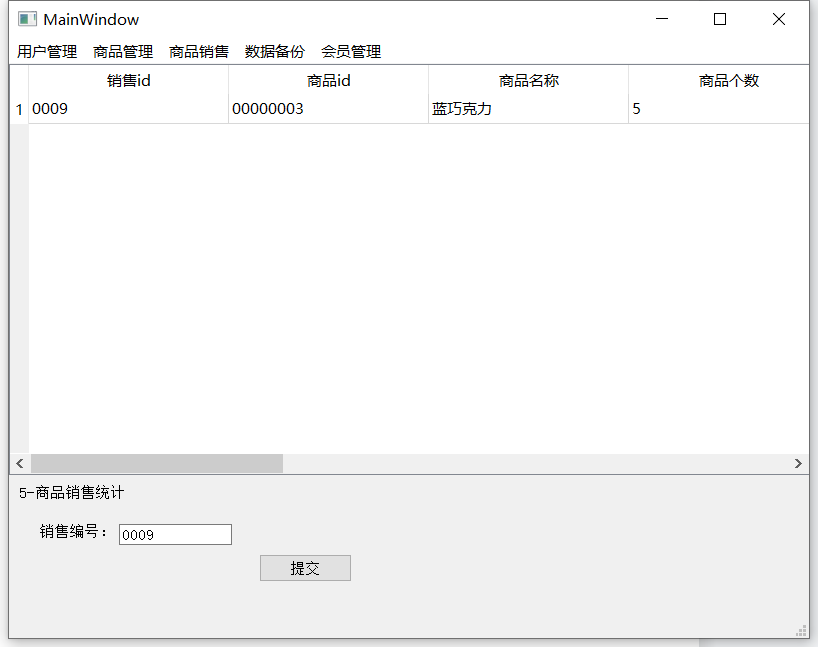 MainWindow
用户管理 商品管理 商品销售 数据备份 会员管理
销售id 商品id 商品名称 商品个数
1 0009 00000003 蓝巧克力 5
5-商品销售统计
销售编号： 0009
提交